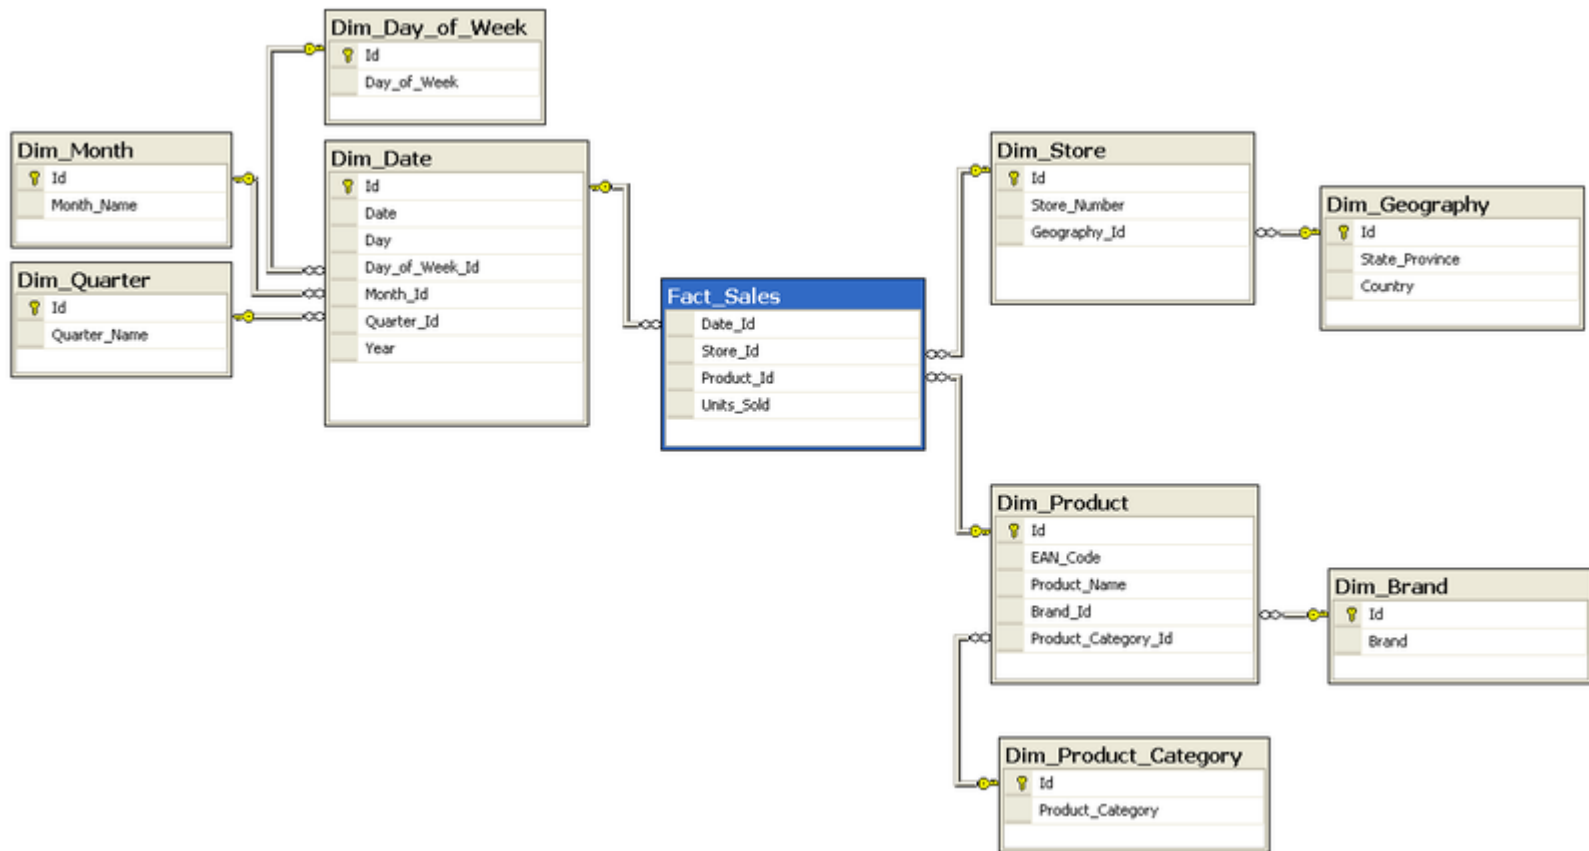 Dim_Day_of_Week
Id
Day_of_Week
Dim_Month
Id
Month_Name
Dim_Quarter
Id
Quarter_Name
Dim_Date
Id
Date
Day
Day_of_Week_Id
Month_Id
Quarter_Id
Year
Fact_Sales
Date_Id
Store_Id
Product_Id
Units_Sold
Dim_Store
Id
Store_Number
Geography_Id
Dim_Geography
Id
State_Province
Country
Dim_Product
Id
EAN_Code
Product_Name
Brand_Id
Product_Category_Id
Dim_Brand
Id
Brand
Dim_Product_Category
Id
Product_Category